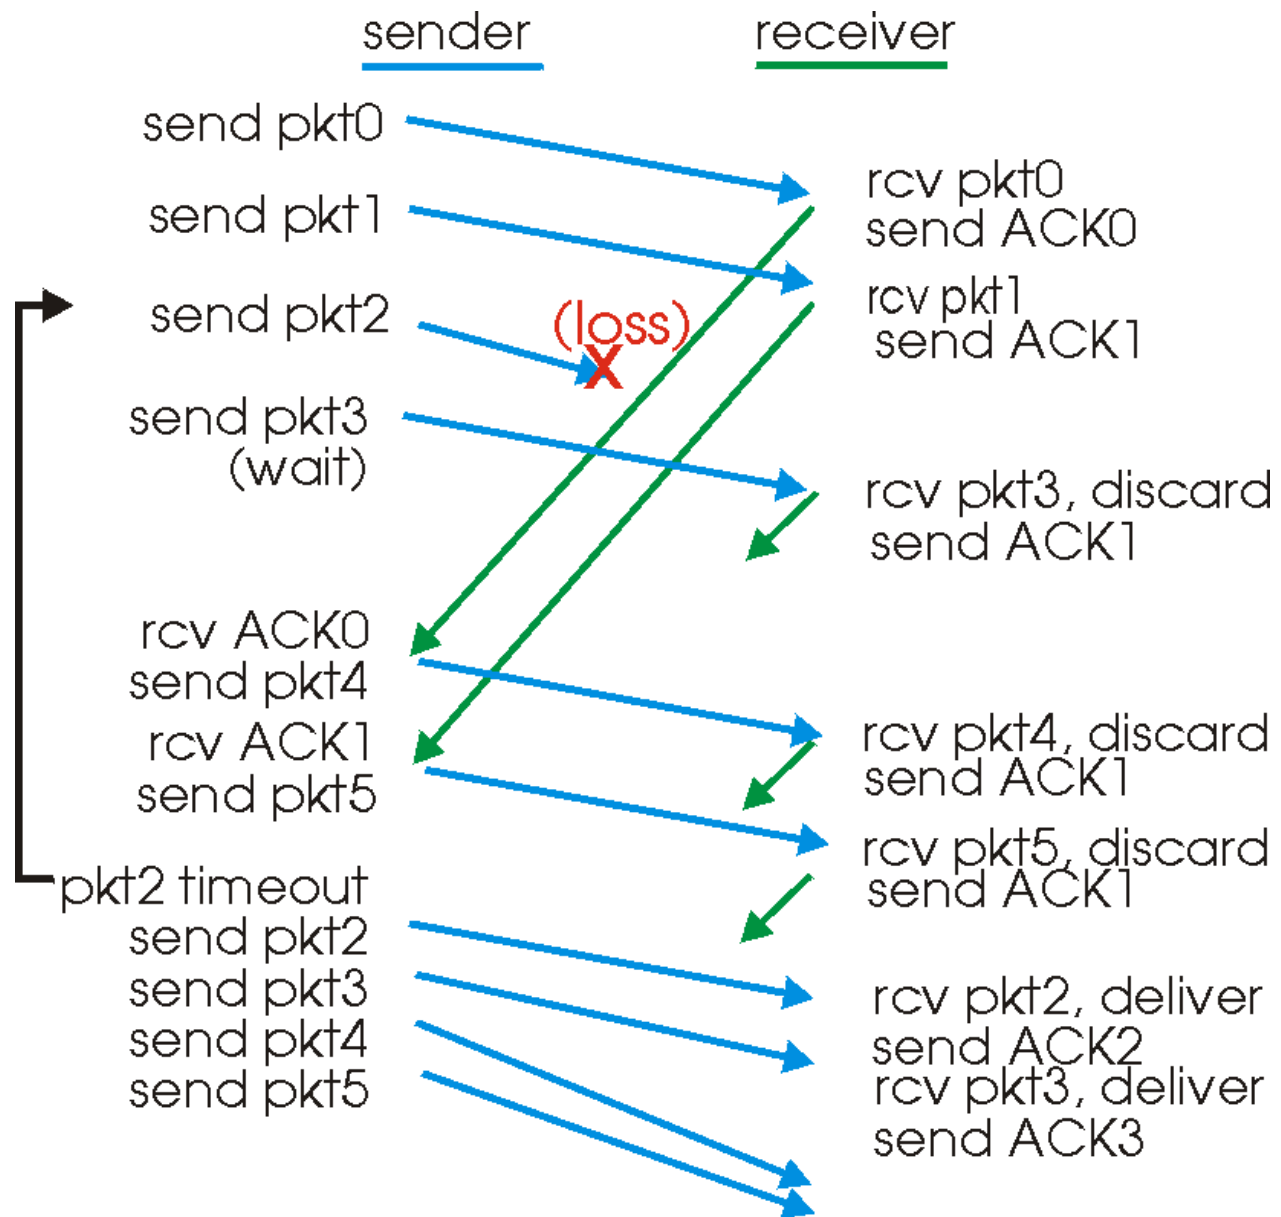 sender
receiver
send pkt0
send pkt1
send pkt2
(loss)
X
send pkt3
(wait)
rcv ACK0
send pkt4
rcv ACK1
send pkt5
pkt2 timeout
send pkt2
send pkt3
send pkt4
send pkt5
rcv pkt0
send ACK0
rcv pkt1
send ACK1
rcv pkt3, discard
send ACK1
rcv pkt4, discard
send ACK1
rcv pkt5, discard
send ACK1
rcv pkt2, deliver
send ACK2
rcv pkt3, deliver
send ACK3